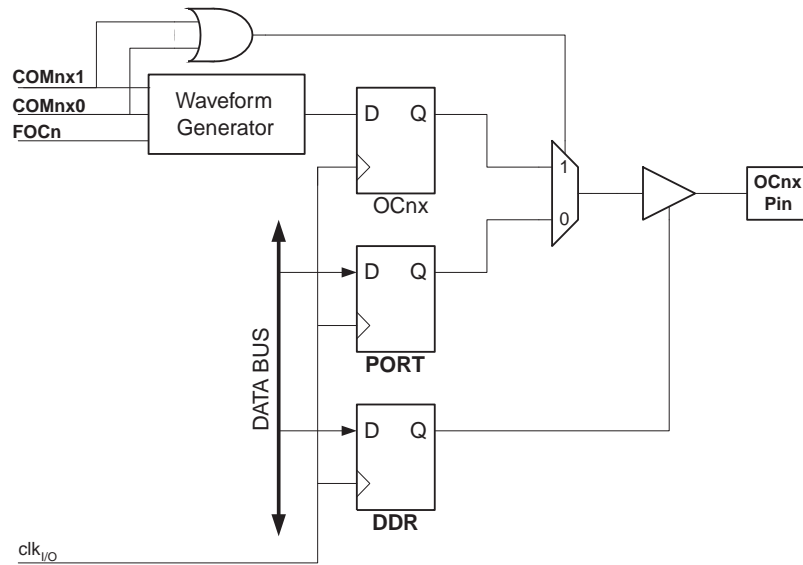 COMnx1
COMnx0
FOCn
Waveform
Generator
D Q
OCnx
1
0
OCnx
Pin
D Q
PORT
DATA BUS
D Q
DDR
clkI/O